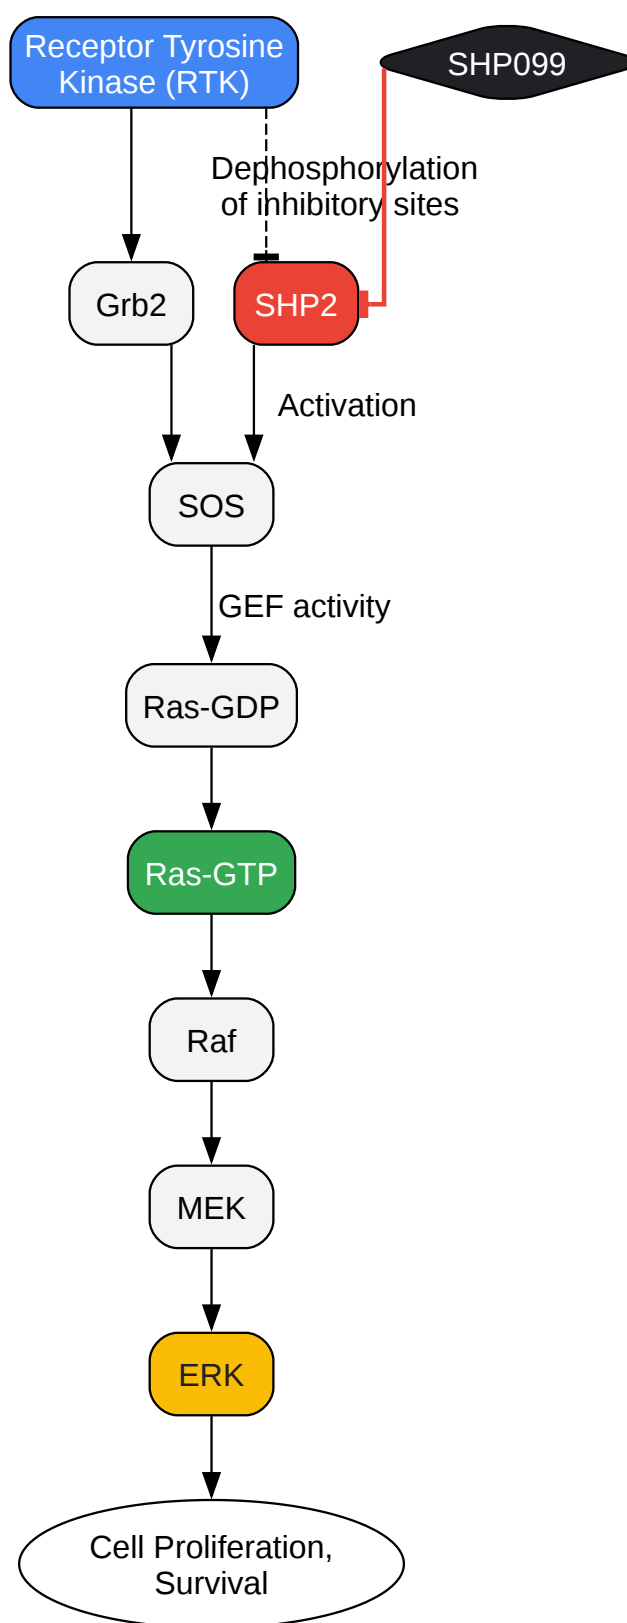 Receptor Tyrosine
Kinase (RTK)
SHP099
Dephosphorylation
of inhibitory sites
Grb2
SHP2
Activation
SOS
GEF activity
Ras-GDP
Ras-GTP
Raf
MEK
ERK
Cell Proliferation,
Survival